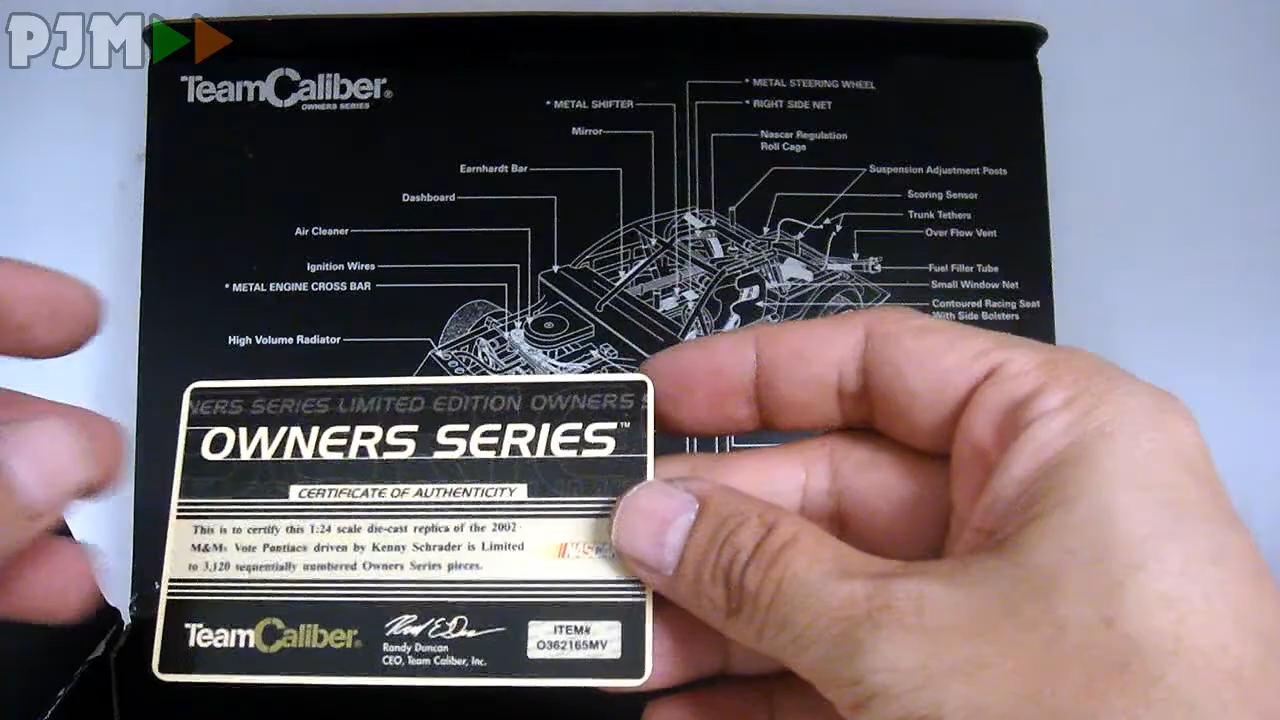 PJM
TeamCaliber®
OWNERS SERIES
* METAL STEERING WHEEL
* METAL SHIFTER
* RIGHT SIDE NET
Mirror
Nascar Regulation
Roll Cage
Earnhardt Bar
Suspension Adjustment Posts
Dashboard
Scoring Sensor
Trunk Tethers
Air Cleaner
Over Flow Vent
Ignition Wires
Fuel Filler Tube
* METAL ENGINE CROSS BAR
Small Window Net
Contoured Racing Seat
With Side Bolsters
High Volume Radiator
NERS SERIES LIMITED EDITION OWNERS S
OWNERS SERIES™
CERTIFICATE OF AUTHENTICITY
This is to certify this 1:24 scale die-cast replica of the 2002
M&Ms Vote Pontiacs driven by Kenny Schrader is Limited
to 3,120 sequentially numbered Owners Series pieces.
NASCAR
TeamCaliber®
Randy Duncan
CEO, Team Caliber, Inc.
ITEM#
O362165MV